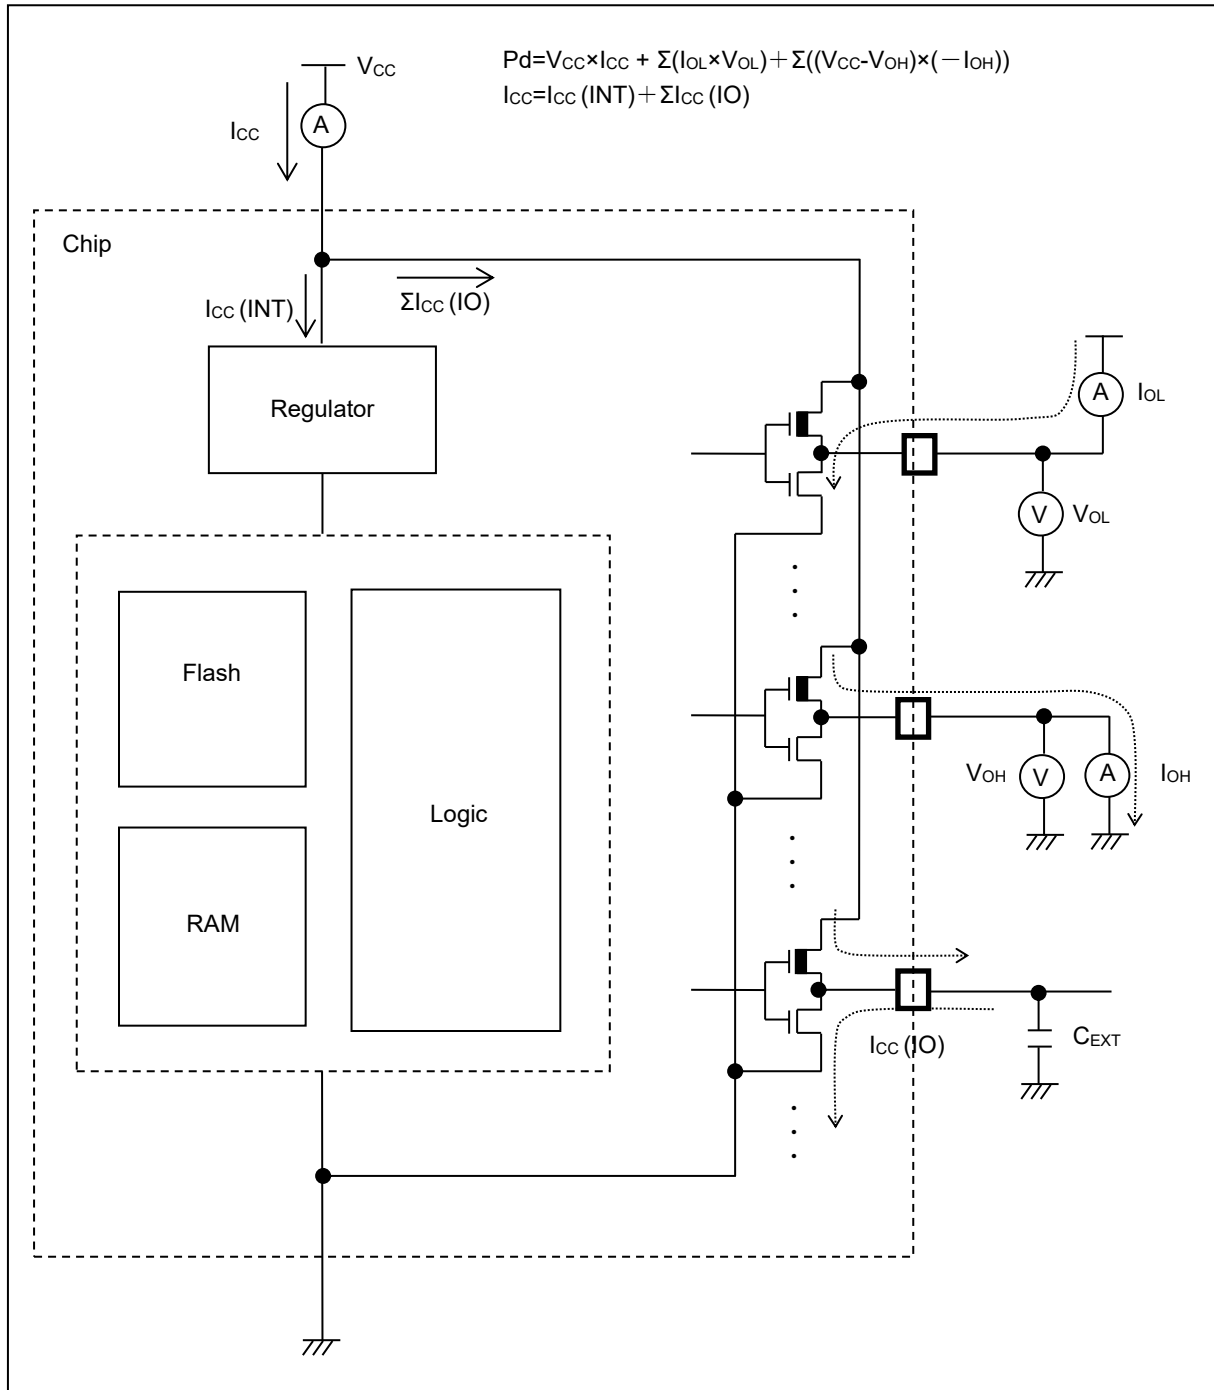 Pd=VCC×ICC + Σ(IOL×VOL)+Σ((VCC-VOH)×(-IOH))
ICC=ICC(INT)+ΣICC(IO)
VCC
A
ICC
Chip
ICC(INT)
ΣICC(IO)
Regulator
A
IOL
V
VOL
Flash
Logic
RAM
VOH
V
A
IOH
ICC(IO)
CEXT